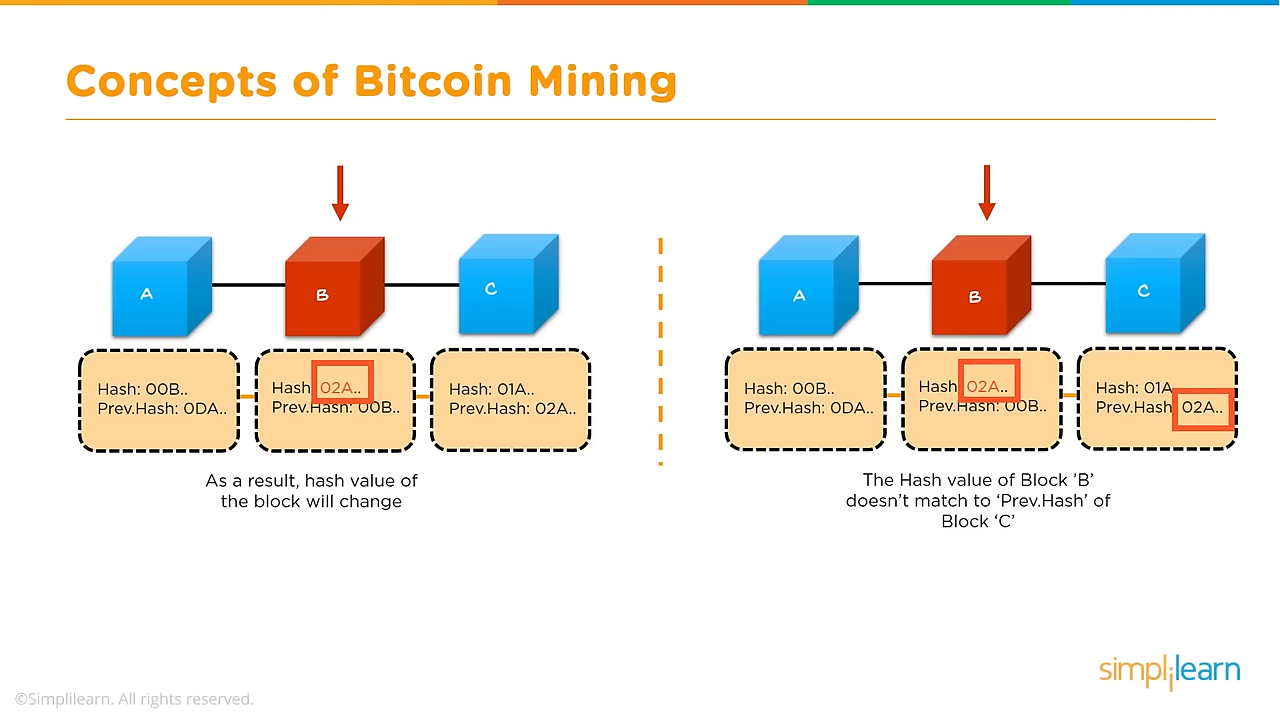 Concepts of Bitcoin Mining
A
B
C
Hash: 00B..
Prev.Hash: 0DA..
Hash 02A..
Prev.Hash: 00B..
Hash: 01A..
Prev.Hash: 02A..
As a result, hash value of
the block will change
A
B
C
Hash: 00B..
Prev.Hash: 0DA..
Hash 02A..
Prev.Hash: 00B..
Hash: 01A..
Prev.Hash 02A..
The Hash value of Block 'B'
doesn't match to ‘Prev.Hash’ of
Block ‘C’
simplilearn
©Simplilearn. All rights reserved.